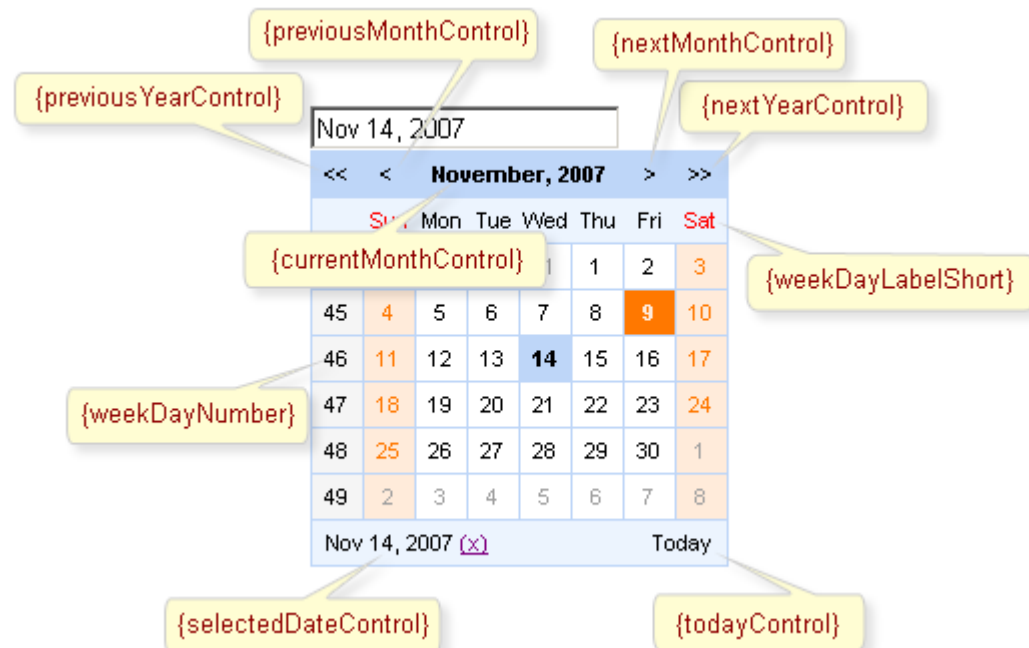 {previousMonthControl}
{nextMonthControl}
{previousYearControl}
{nextYearControl}
Nov 14, 2007
<< < November, 2007 > >>
Mon Tue Wed Thu Fri Sat
{currentMonthControl} 1 2 3
{weekDayLabelShort}
45 4 5 6 7 8 9 10
46 11 12 13 14 15 16 17
{weekDayNumber}
47 18 19 20 21 22 23 24
48 25 26 27 28 29 30 1
49 2 3 4 5 6 7 8
Nov 14, 2007 (x) Today
{selectedDateControl} {todayControl}